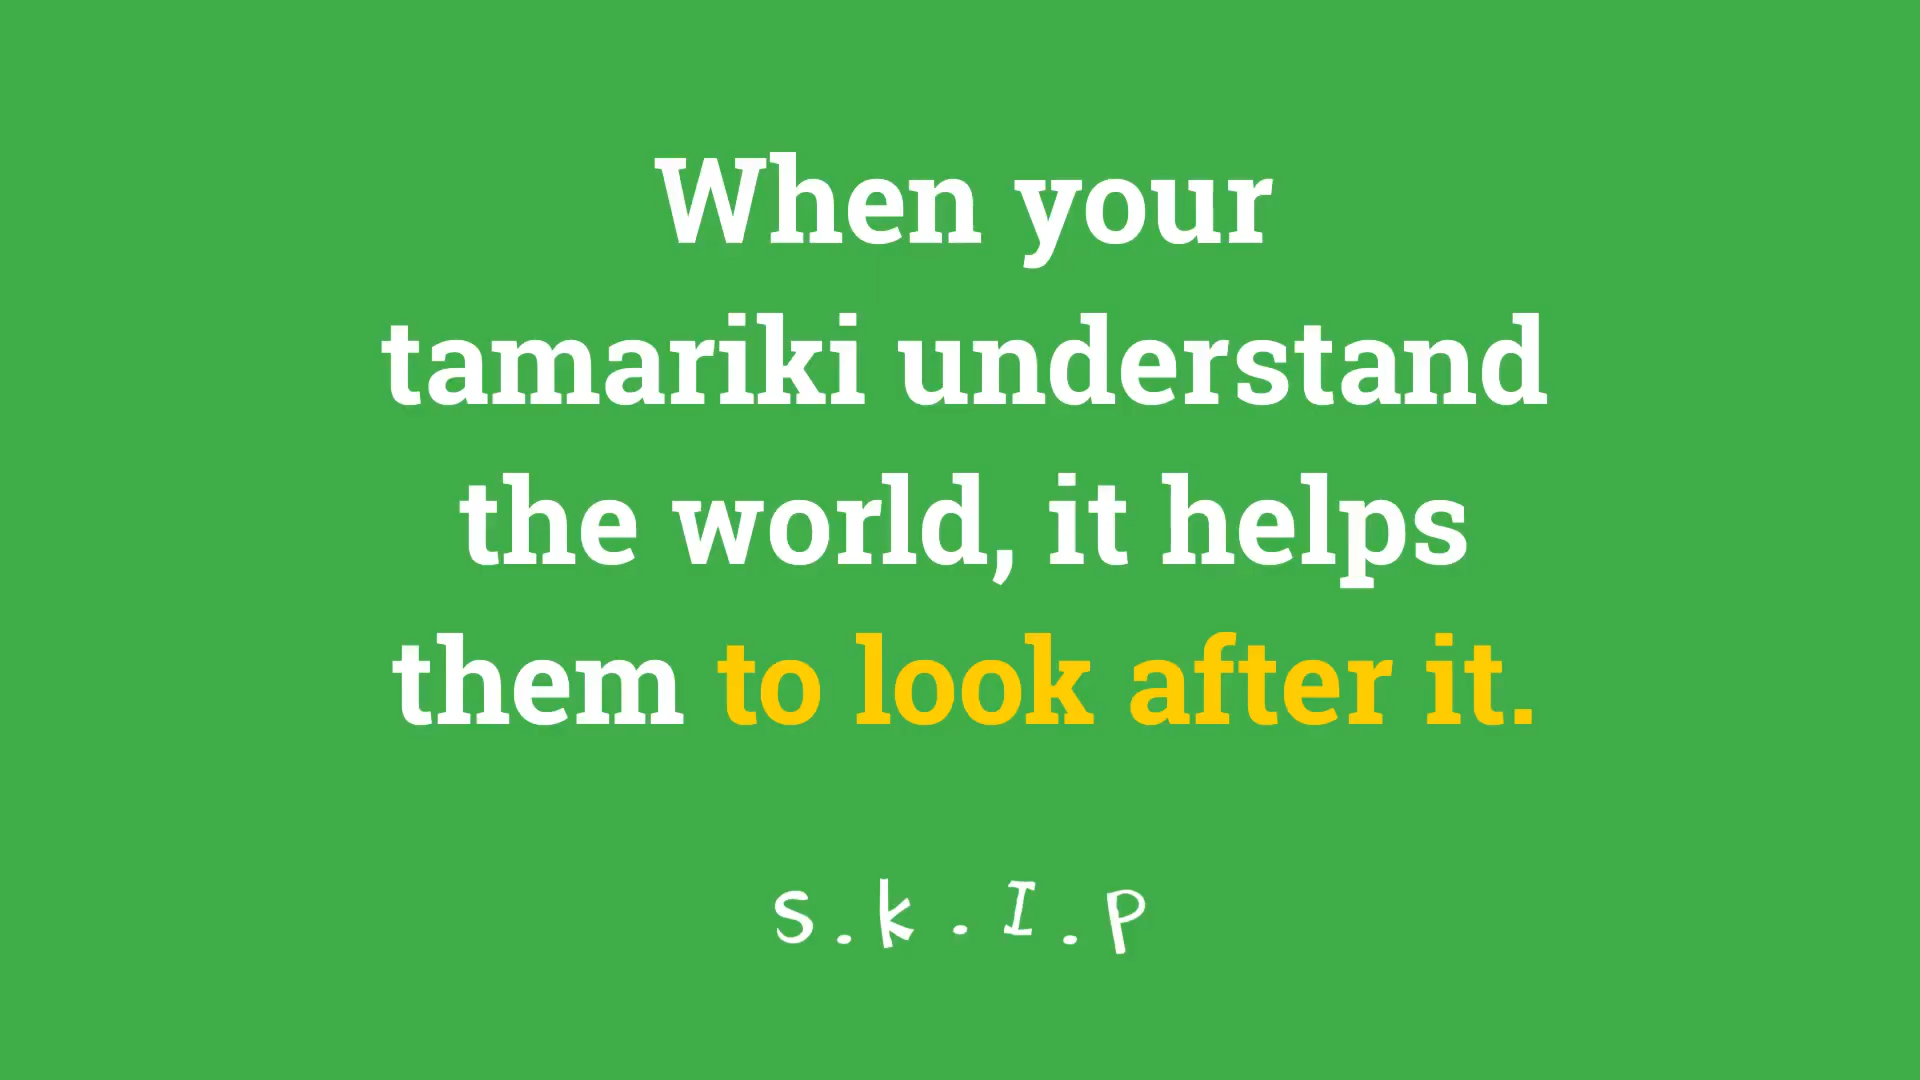 When your
tamariki understand
the world, it helps
them to look after it.
s.k.I.p